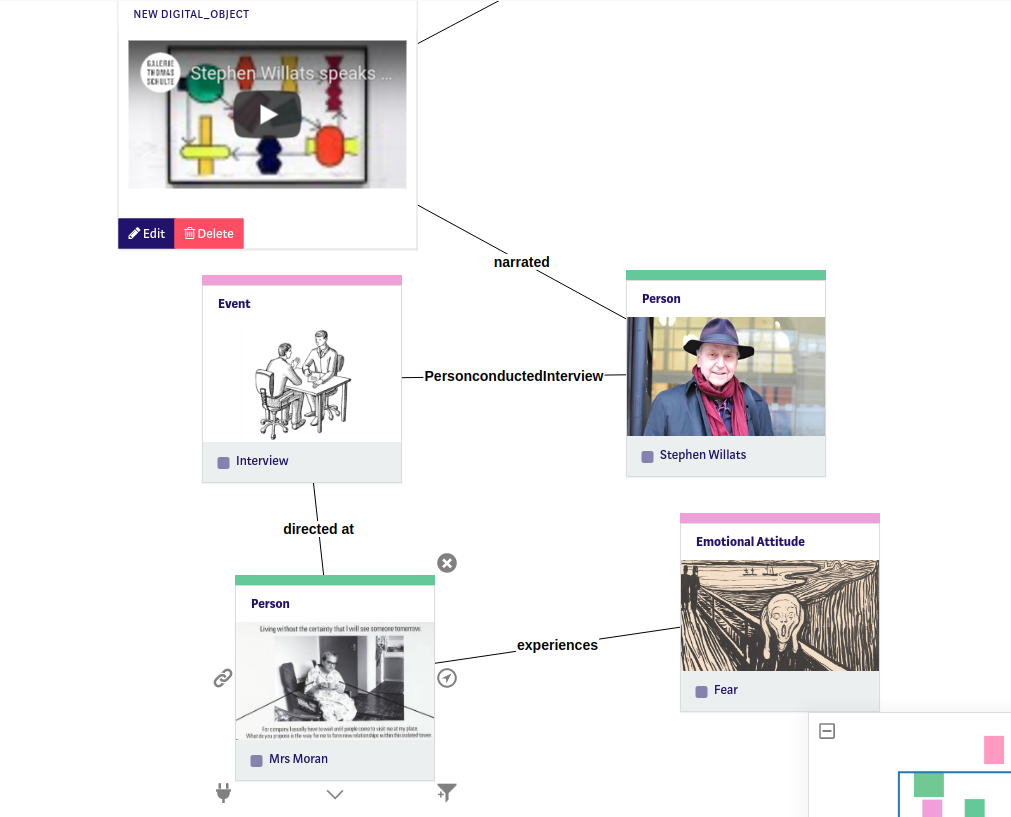 NEW DIGITAL_OBJECT
GALERIE
THOMAS
SCHULTE
Stephen Willats speaks ...
Edit
Delete
narrated
Event
Person
PersonconductedInterview
Interview
Stephen Willats
directed at
Emotional Attitude
Person
Living without the certainty that I will see someone tomorrow.
experiences
Fear
For company I usually have to wait until people come to visit me at my place.
What do you propose is the way for me to form new relationships within this isolated tower.
Mrs Moran